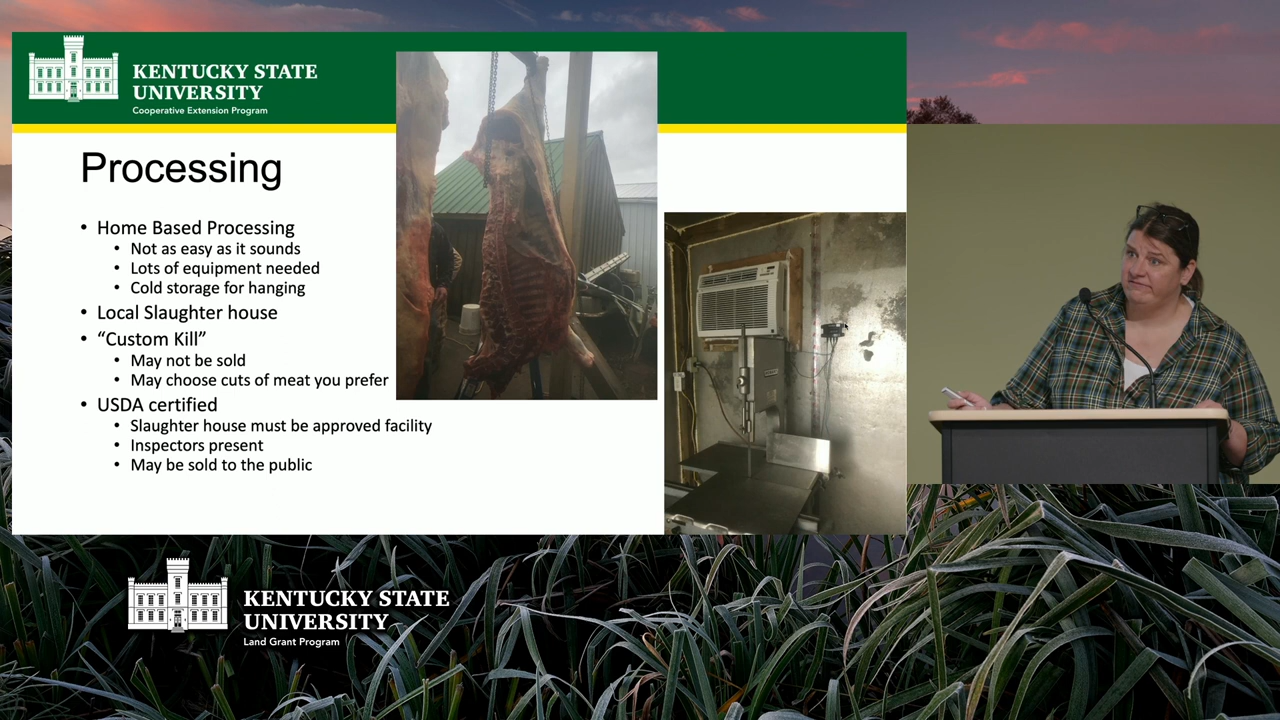 KENTUCKY STATE
UNIVERSITY
Cooperative Extension Program
Processing
• Home Based Processing
• Not as easy as it sounds
• Lots of equipment needed
• Cold storage for hanging
• Local Slaughter house
• “Custom Kill”
• May not be sold
• May choose cuts of meat you prefer
• USDA certified
• Slaughter house must be approved facility
• Inspectors present
• May be sold to the public
KENTUCKY STATE
UNIVERSITY
Land Grant Program